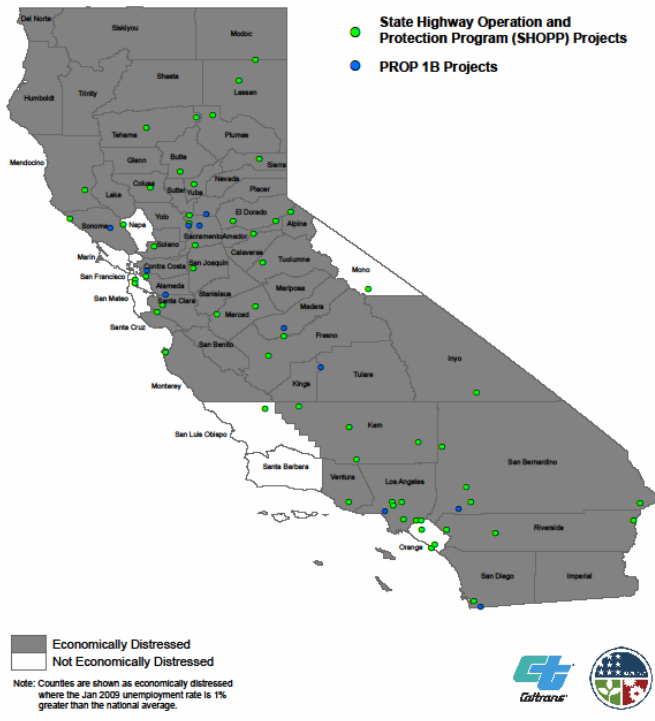 Del Norte
Siskiyou
Modoc
State Highway Operation and
Protection Program (SHOPP) Projects
PROP 1B Projects
Humboldt
Trinity
Shasta
Lassen
Tehama
Plumas
Mendocino
Glenn
Butte
Sierra
Lake
Colusa
Sutter
Yuba
Nevada
Placer
Sonoma
Napa
Yolo
El Dorado
Alpine
Sacramento
Amador
Solano
Marin
Calaveras
Tuolumne
Mono
San Francisco
Contra Costa
San Joaquin
Alameda
San Mateo
Stanislaus
Mariposa
Santa Clara
Merced
Madera
Santa Cruz
San Benito
Fresno
Inyo
Monterey
Kings
Tulare
San Luis Obispo
Kern
Santa Barbara
San Bernardino
Ventura
Los Angeles
Riverside
Orange
San Diego
Imperial
Economically Distressed
Not Economically Distressed
Note: Counties are shown as economically distressed
where the Jan 2009 unemployment rate is 1%
greater than the national average.
Caltrans